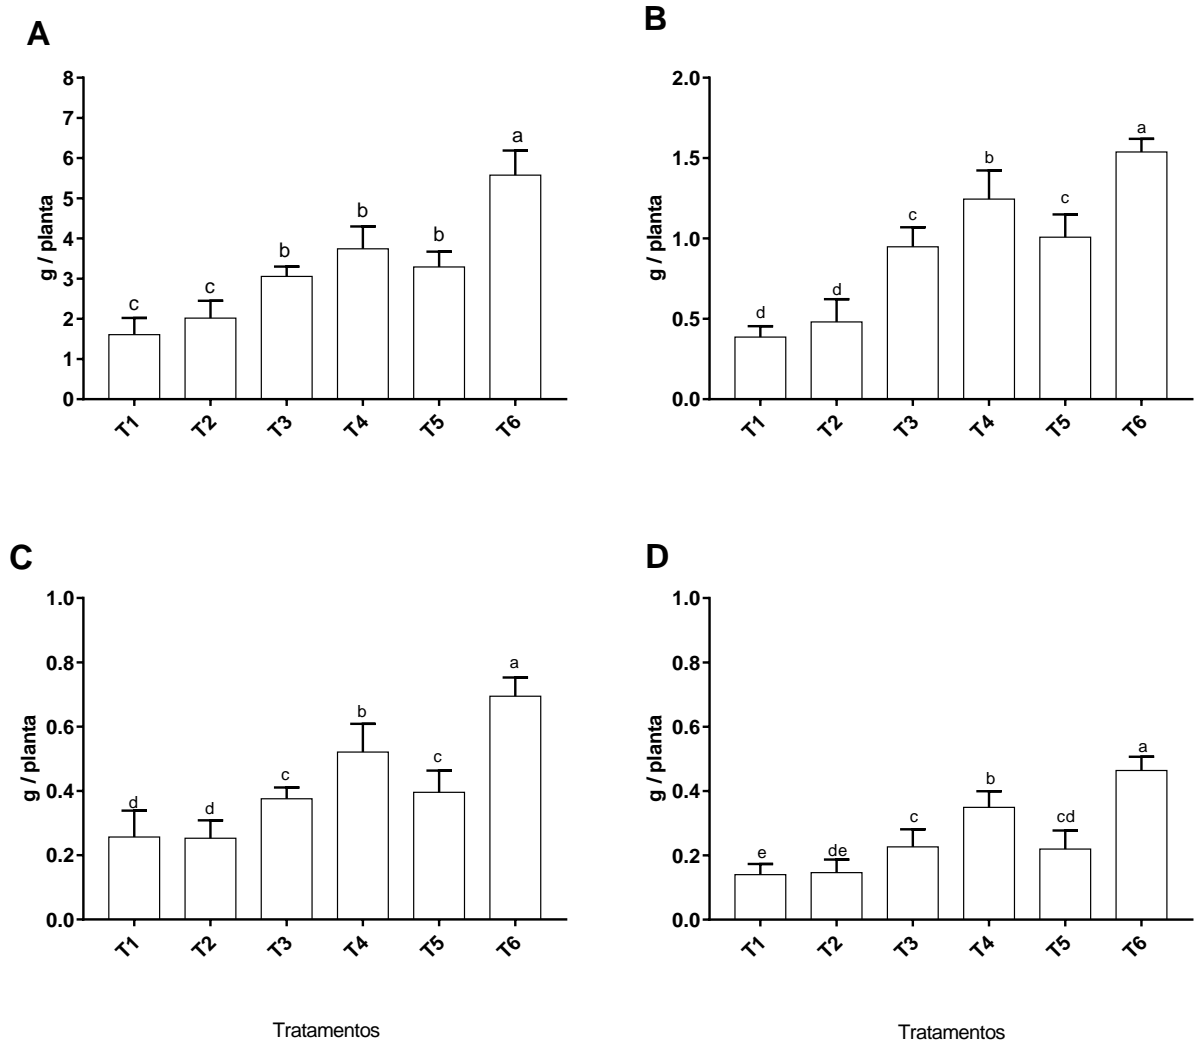 A
g / planta
8
7
6
5
4
3
2
1
0
c
c
b
b
b
a
T1 T2 T3 T4 T5 T6
B
g / planta
2.0
1.5
1.0
0.5
0.0
d
d
c
b
c
a
T1 T2 T3 T4 T5 T6
C
g / planta
1.0
0.8
0.6
0.4
0.2
0.0
d
d
c
b
c
a
T1 T2 T3 T4 T5 T6
Tratamentos
D
g / planta
1.0
0.8
0.6
0.4
0.2
0.0
e
de
c
b
cd
a
T1 T2 T3 T4 T5 T6
Tratamentos